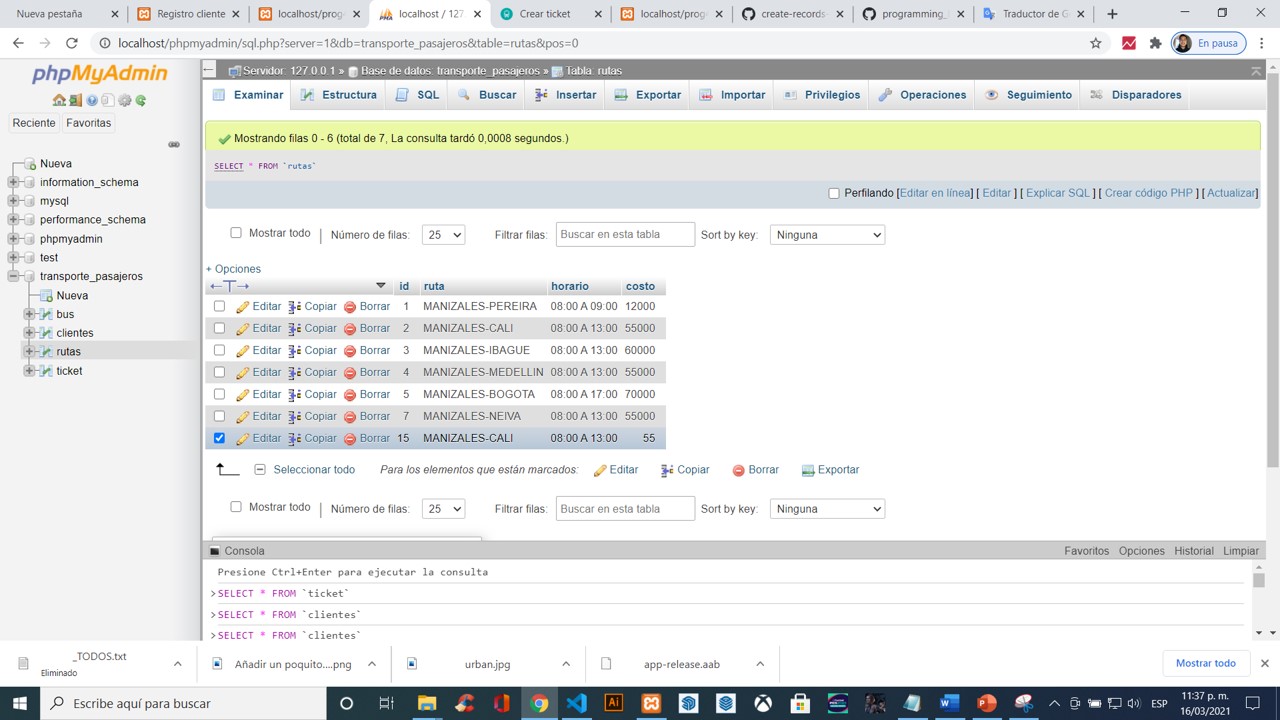 Nueva pestaña
Registro cliente
localhost/prog
localhost / 127.
Crear ticket
localhost/prog
create-records
programming_
Traductor de G
localhost/phpmyadmin/sql.php?server=1&db=transporte_pasajeros&table=rutas&pos=0
En pausa
phpMyAdmin
Reciente Favoritas
Nueva
information_schema
mysql
performance_schema
phpmyadmin
test
transporte_pasajeros
Nueva
bus
clientes
rutas
ticket
Servidor: 127.0.0.1 » Base de datos: transporte_pasajeros » Tabla: rutas
Examinar Estructura SQL Buscar Insertar Exportar Importar Privilegios Operaciones Seguimiento Disparadores
Mostrando filas 0 - 6 (total de 7, La consulta tardó 0,0008 segundos.)
SELECT * FROM `rutas`
Perfilando [Editar en línea] [ Editar ] [ Explicar SQL ] [ Crear código PHP ] [ Actualizar]
Mostrar todo | Número de filas: 25 Filtrar filas: Buscar en esta tabla Sort by key: Ninguna
+ Opciones
id ruta horario costo
Editar Copiar Borrar 1 MANIZALES-PEREIRA 08:00 A 09:00 12000
Editar Copiar Borrar 2 MANIZALES-CALI 08:00 A 13:00 55000
Editar Copiar Borrar 3 MANIZALES-IBAGUE 08:00 A 13:00 60000
Editar Copiar Borrar 4 MANIZALES-MEDELLIN 08:00 A 13:00 55000
Editar Copiar Borrar 5 MANIZALES-BOGOTA 08:00 A 17:00 70000
Editar Copiar Borrar 7 MANIZALES-NEIVA 08:00 A 13:00 55000
Editar Copiar Borrar 15 MANIZALES-CALI 08:00 A 13:00 55
Seleccionar todo Para los elementos que están marcados: Editar Copiar Borrar Exportar
Mostrar todo | Número de filas: 25 Filtrar filas: Buscar en esta tabla Sort by key: Ninguna
Consola Favoritos Opciones Historial Limpiar
Presione Ctrl+Enter para ejecutar la consulta
>SELECT * FROM `ticket`
>SELECT * FROM `clientes`
>SELECT * FROM `clientes`
_TODOS.txt
Eliminado
Añadir un poquito....png
urban.jpg
app-release.aab
Mostrar todo
Escribe aquí para buscar
ESP
11:37 p. m.
16/03/2021